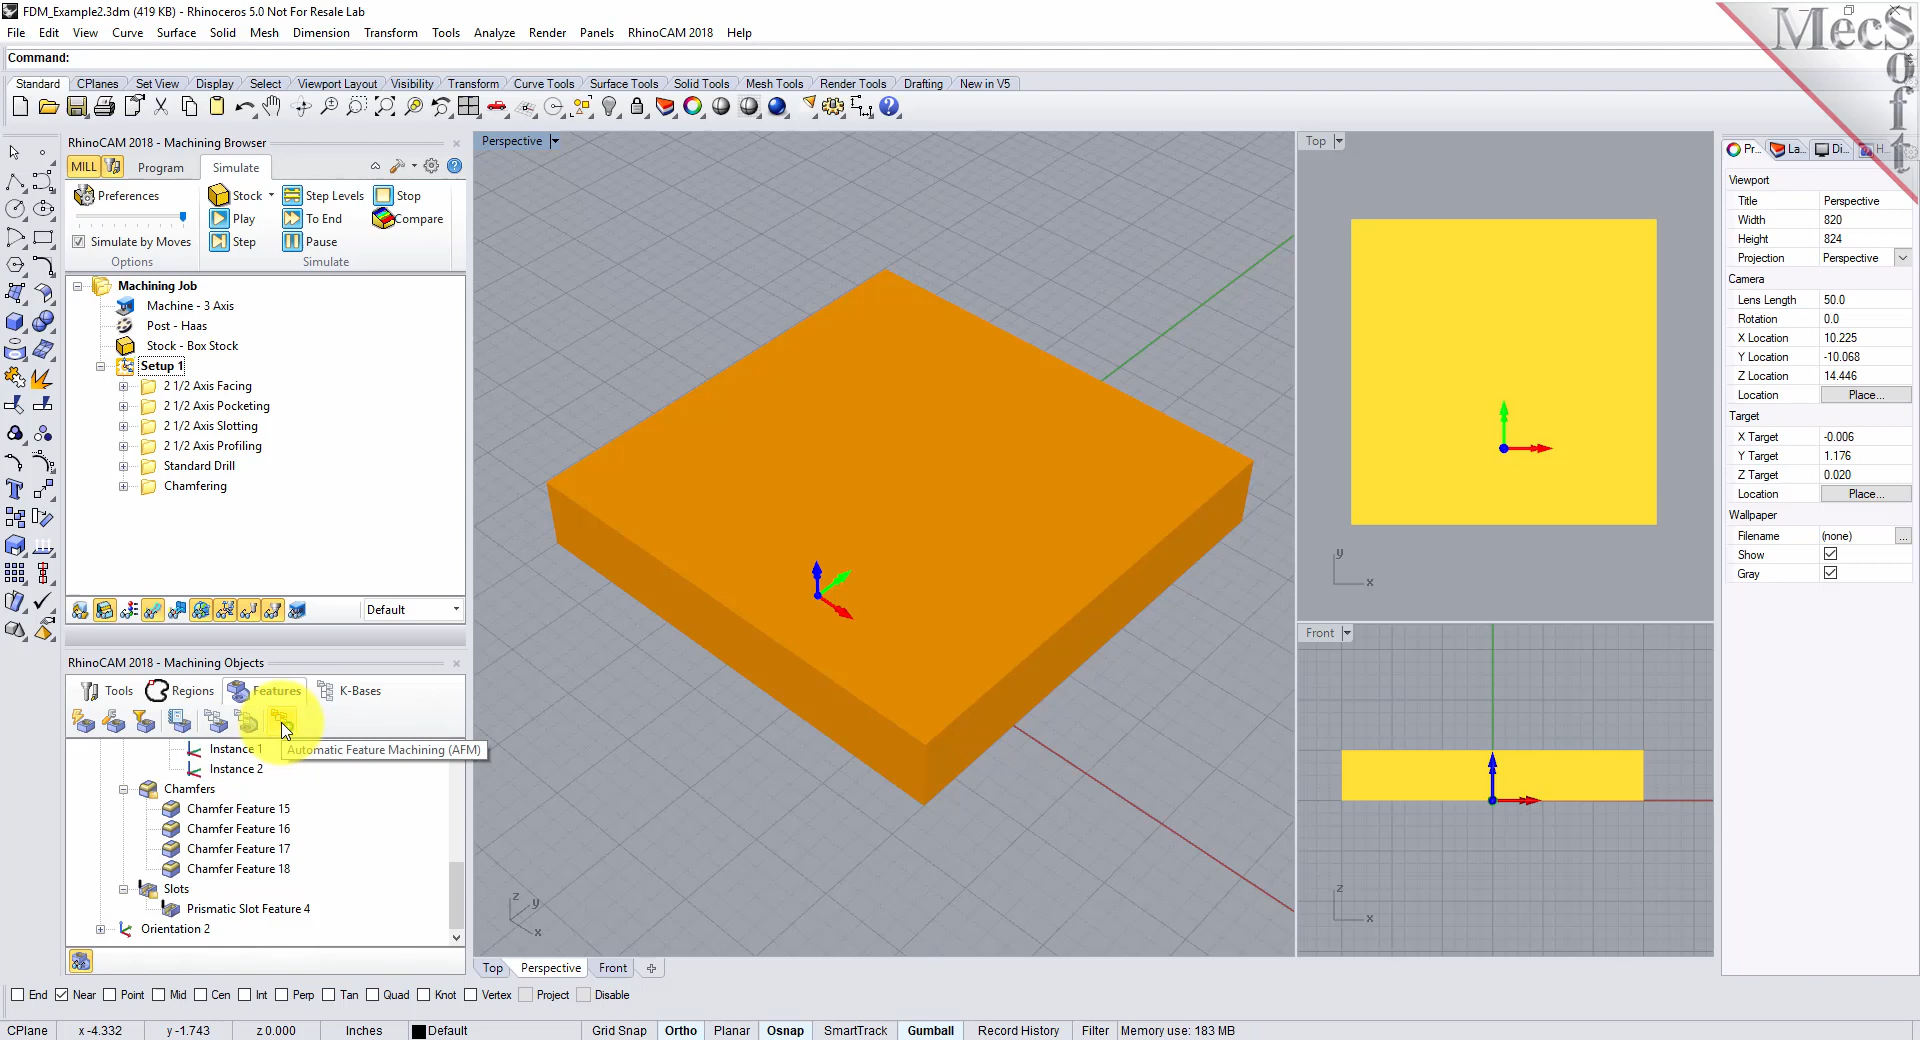 FDM_Example2.3dm (419 KB) - Rhinoceros 5.0 Not For Resale Lab
File Edit View Curve Surface Solid Mesh Dimension Transform Tools Analyze Render Panels RhinoCAM 2018 Help
Command:
Standard CPlanes Set View Display Select Viewport Layout Visibility Transform Curve Tools Surface Tools Solid Tools Mesh Tools Render Tools Drafting New in V5
MecSoft
RhinoCAM 2018 - Machining Browser
MILL Program Simulate
Preferences Stock Step Levels Stop
Play To End Compare
Simulate by Moves Step Pause
Options Simulate
Machining Job
Machine - 3 Axis
Post - Haas
Stock - Box Stock
Setup 1
2 1/2 Axis Facing
2 1/2 Axis Pocketing
2 1/2 Axis Slotting
2 1/2 Axis Profiling
Standard Drill
Chamfering
Default
RhinoCAM 2018 - Machining Objects
Tools Regions Features K-Bases
Instance 1
Automatic Feature Machining (AFM)
Instance 2
Chamfers
Chamfer Feature 15
Chamfer Feature 16
Chamfer Feature 17
Chamfer Feature 18
Slots
Prismatic Slot Feature 4
Orientation 2
Perspective
z
y
x
Top
y
x
Front
z
x
Top Perspective Front
Pr... La... Di... H...
Viewport
Title Perspective
Width 820
Height 824
Projection Perspective
Camera
Lens Length 50.0
Rotation 0.0
X Location 10.225
Y Location -10.068
Z Location 14.446
Location Place...
Target
X Target -0.006
Y Target 1.176
Z Target 0.020
Location Place...
Wallpaper
Filename (none) ...
Show
Gray
End Near Point Mid Cen Int Perp Tan Quad Knot Vertex Project Disable
CPlane x -4.332 y -1.743 z 0.000 Inches Default Grid Snap Ortho Planar Osnap SmartTrack Gumball Record History Filter Memory use: 183 MB